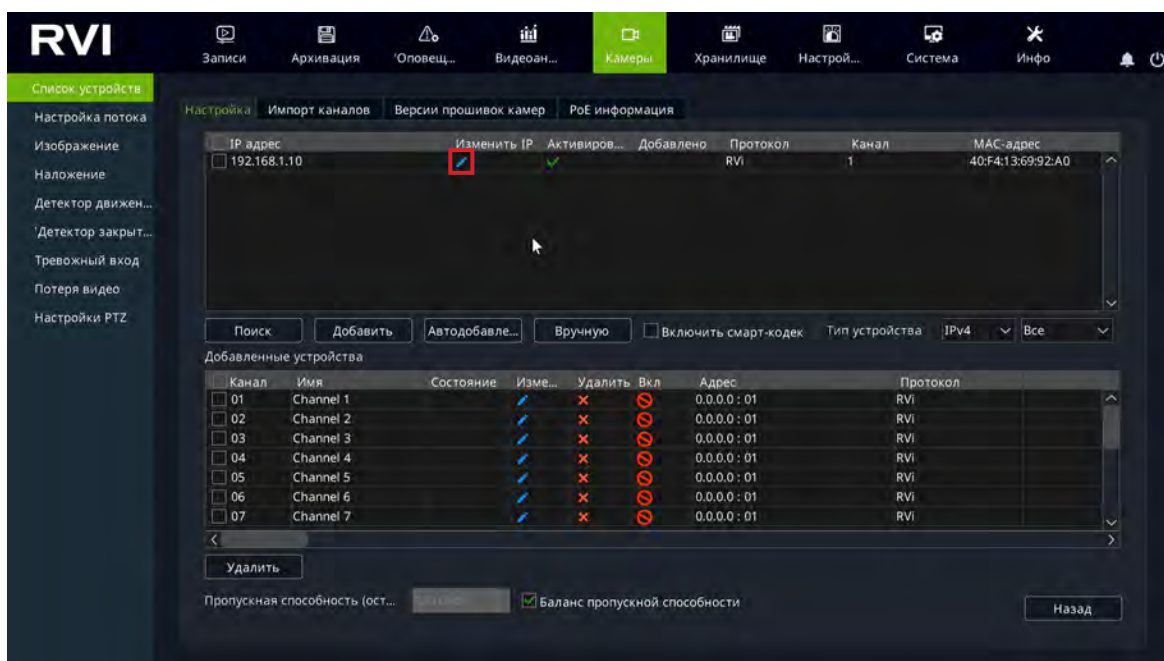 RVI
Записи Архивация 'Оповещ... Видеоан... Камеры Хранилище Настрой... Система Инфо
Список устройств
Настройка потока
Изображение
Наложение
Детектор движен...
'Детектор закрыт...
Тревожный вход
Потеря видео
Настройки PTZ
Настройка Импорт каналов Версии прошивок камер PoE информация
IP адрес Изменить IP Активиров... Добавлено Протокол Канал MAC-адрес
192.168.1.10 RVi 1 40:F4:13:69:92:A0
Поиск Добавить Автодобавле... Вручную Включить смарт-кодек Тип устройства IPv4 Все
Добавленные устройства
Канал Имя Состояние Изме... Удалить Вкл Адрес Протокол
01 Channel 1 0.0.0.0 : 01 RVi
02 Channel 2 0.0.0.0 : 01 RVi
03 Channel 3 0.0.0.0 : 01 RVi
04 Channel 4 0.0.0.0 : 01 RVi
05 Channel 5 0.0.0.0 : 01 RVi
06 Channel 6 0.0.0.0 : 01 RVi
07 Channel 7 0.0.0.0 : 01 RVi
Удалить
Пропускная способность (ост... Баланс пропускной способности
Назад